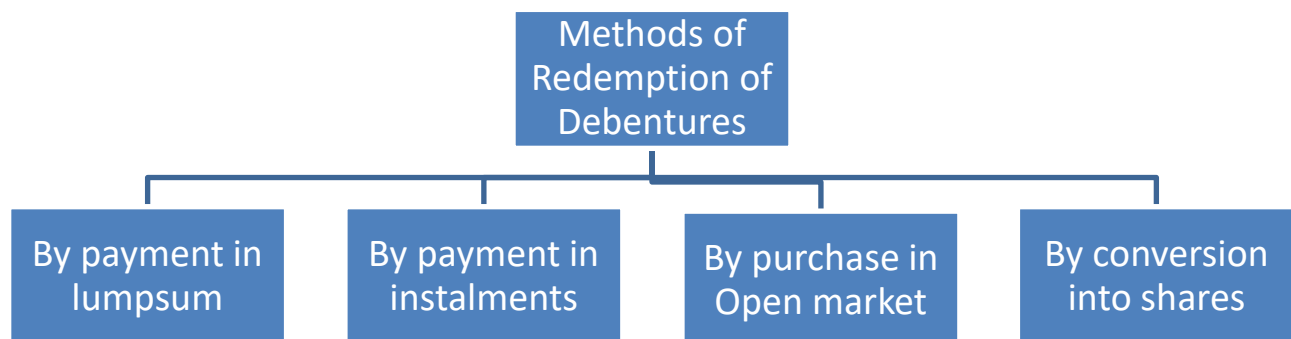 Methods of
Redemption of
Debentures
By payment in
lumpsum
By payment in
instalments
By purchase in
Open market
By conversion
into shares